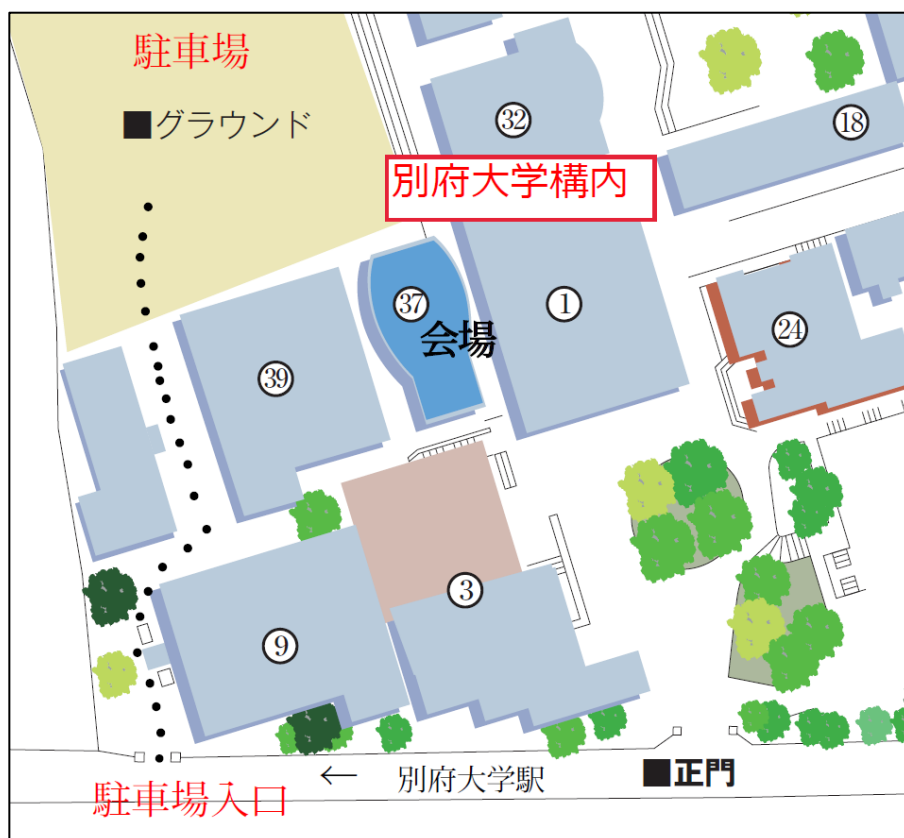 駐車場
■グラウンド
32
18
別府大学構内
37
1
会場
24
39
3
9
← 別府大学駅
■正門
駐車場入口